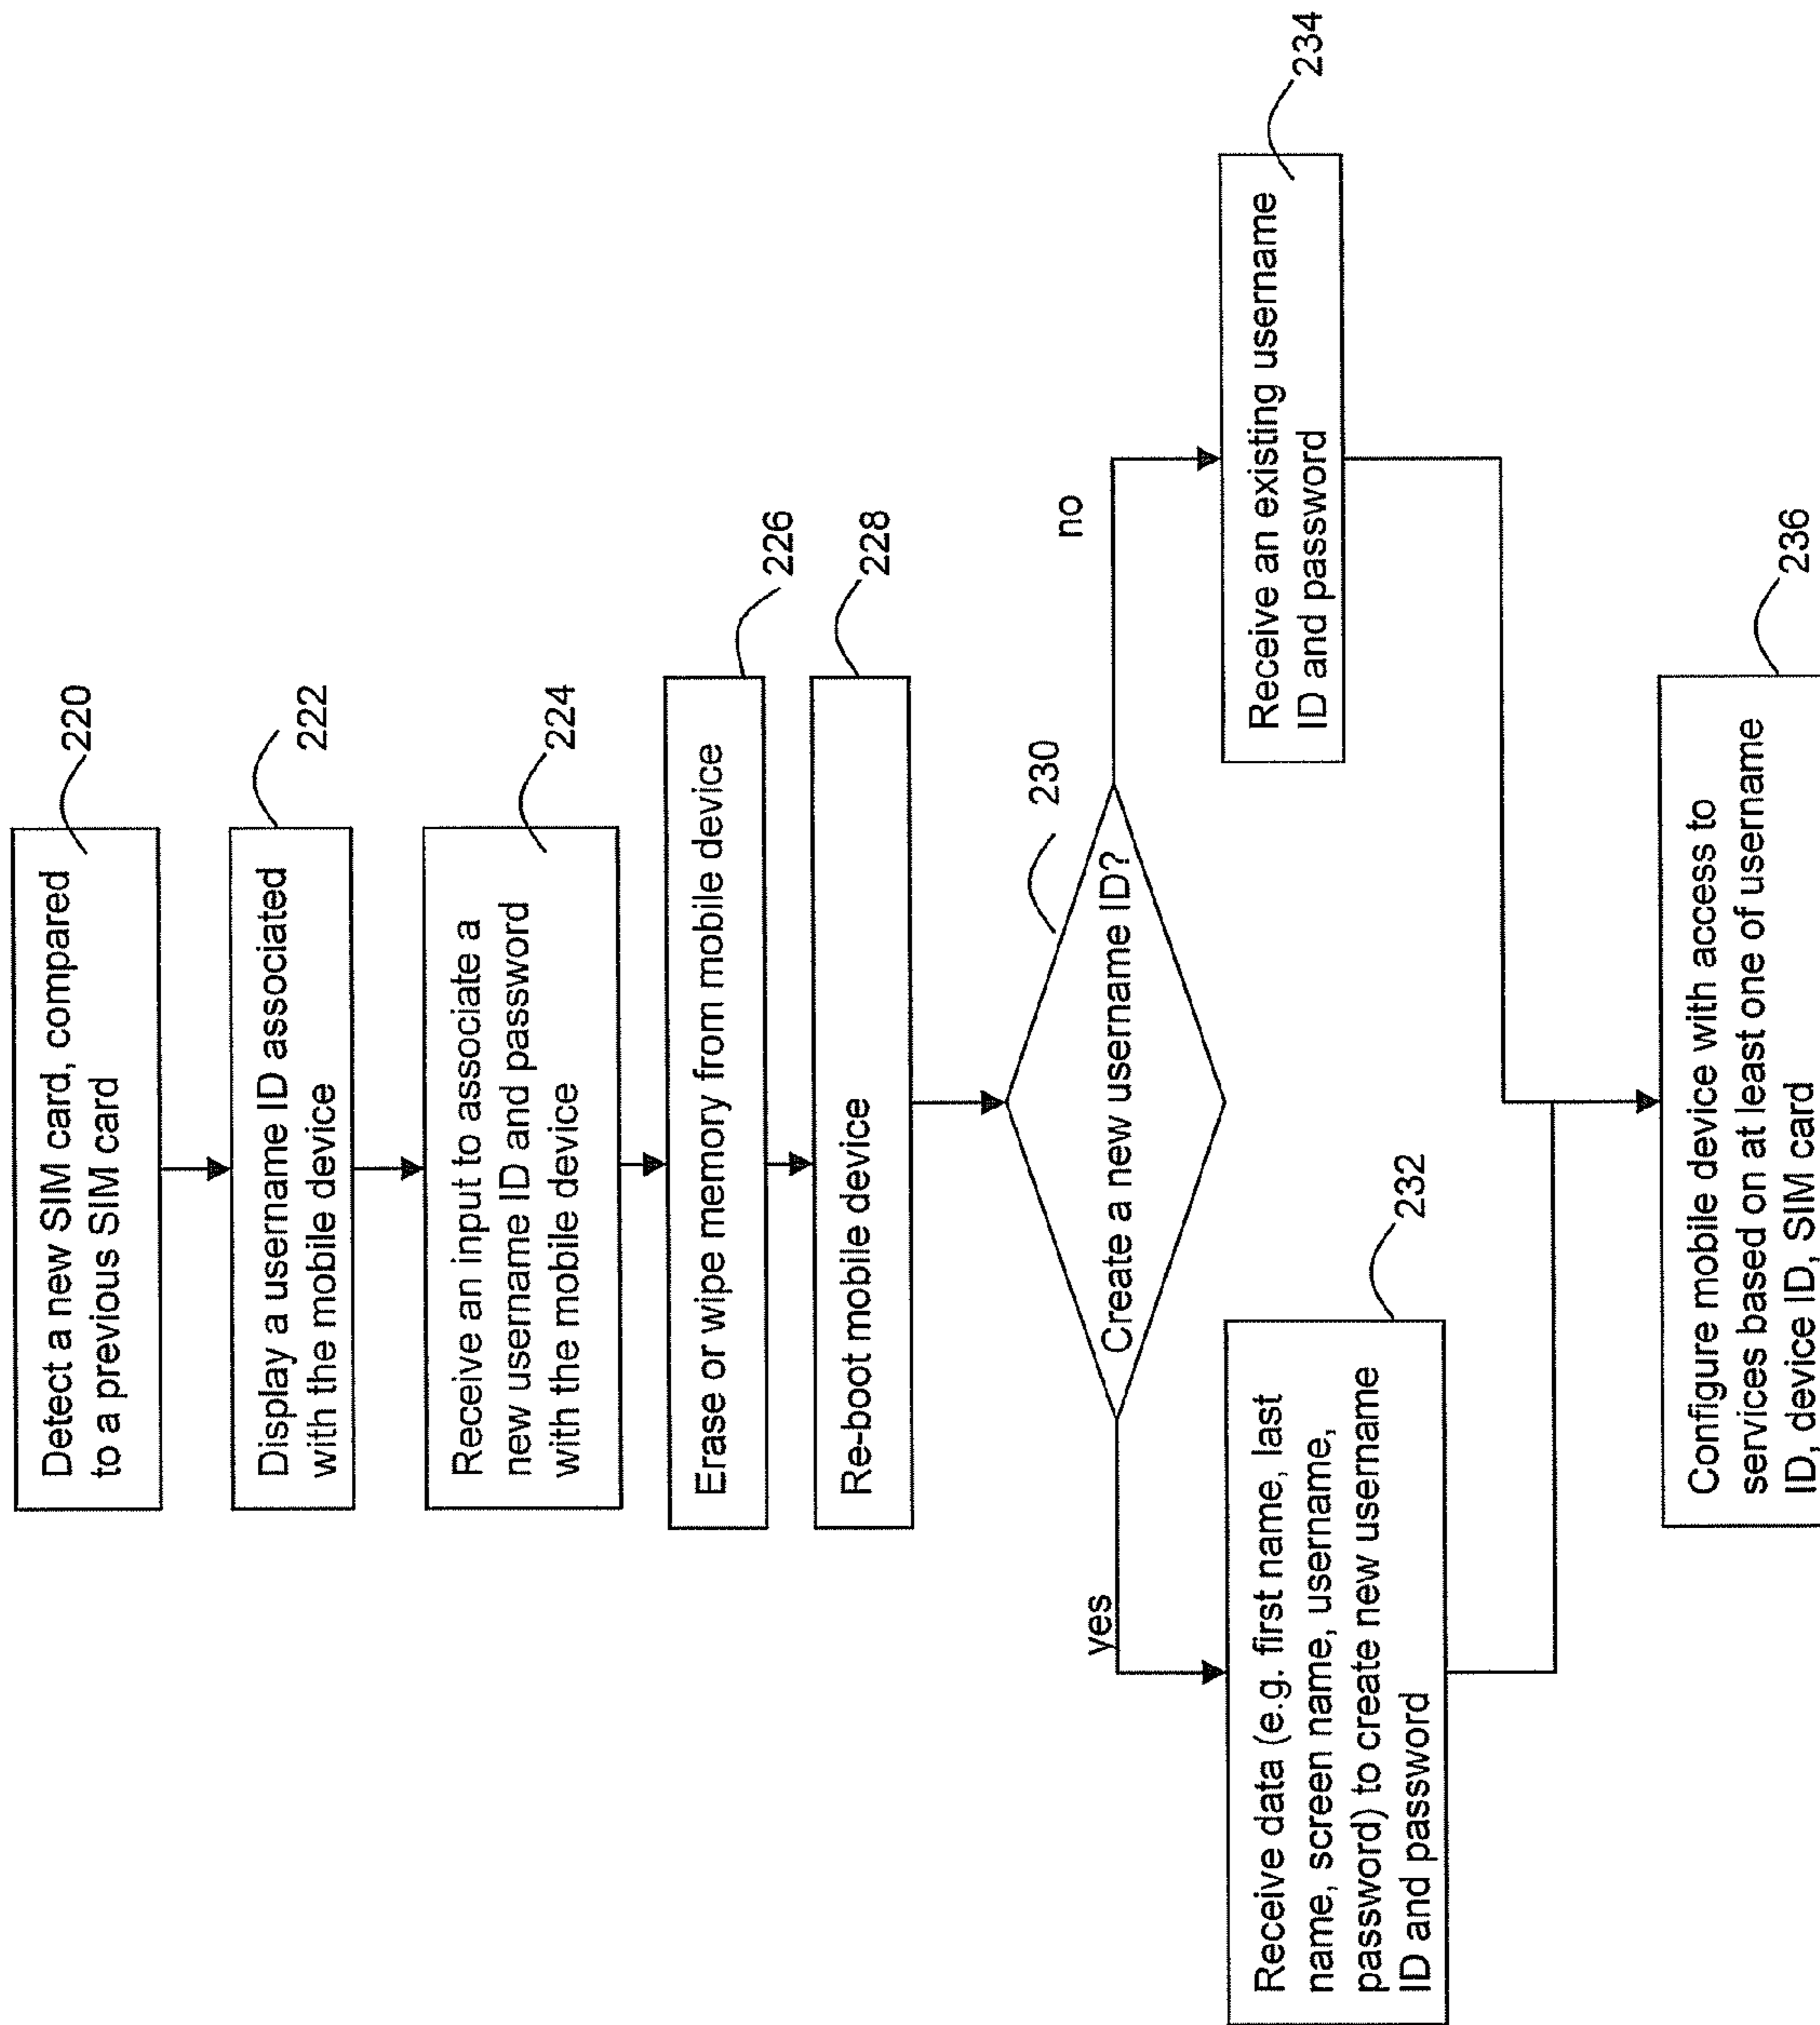 Detect a new SIM card, compared
to a previous SIM card
220
Display a username ID associated
with the mobile device
222
Receive an input to associate a
new username ID and password
with the mobile device
224
Erase or wipe memory from mobile device
226
Re-boot mobile device
228
Create a new username ID?
230
yes
no
Receive data (e.g. first name, last
name, screen name, username,
password) to create new username
ID and password
232
Receive an existing username
ID and password
234
Configure mobile device with access to
services based on at least one of username
ID, device ID, SIM card
236